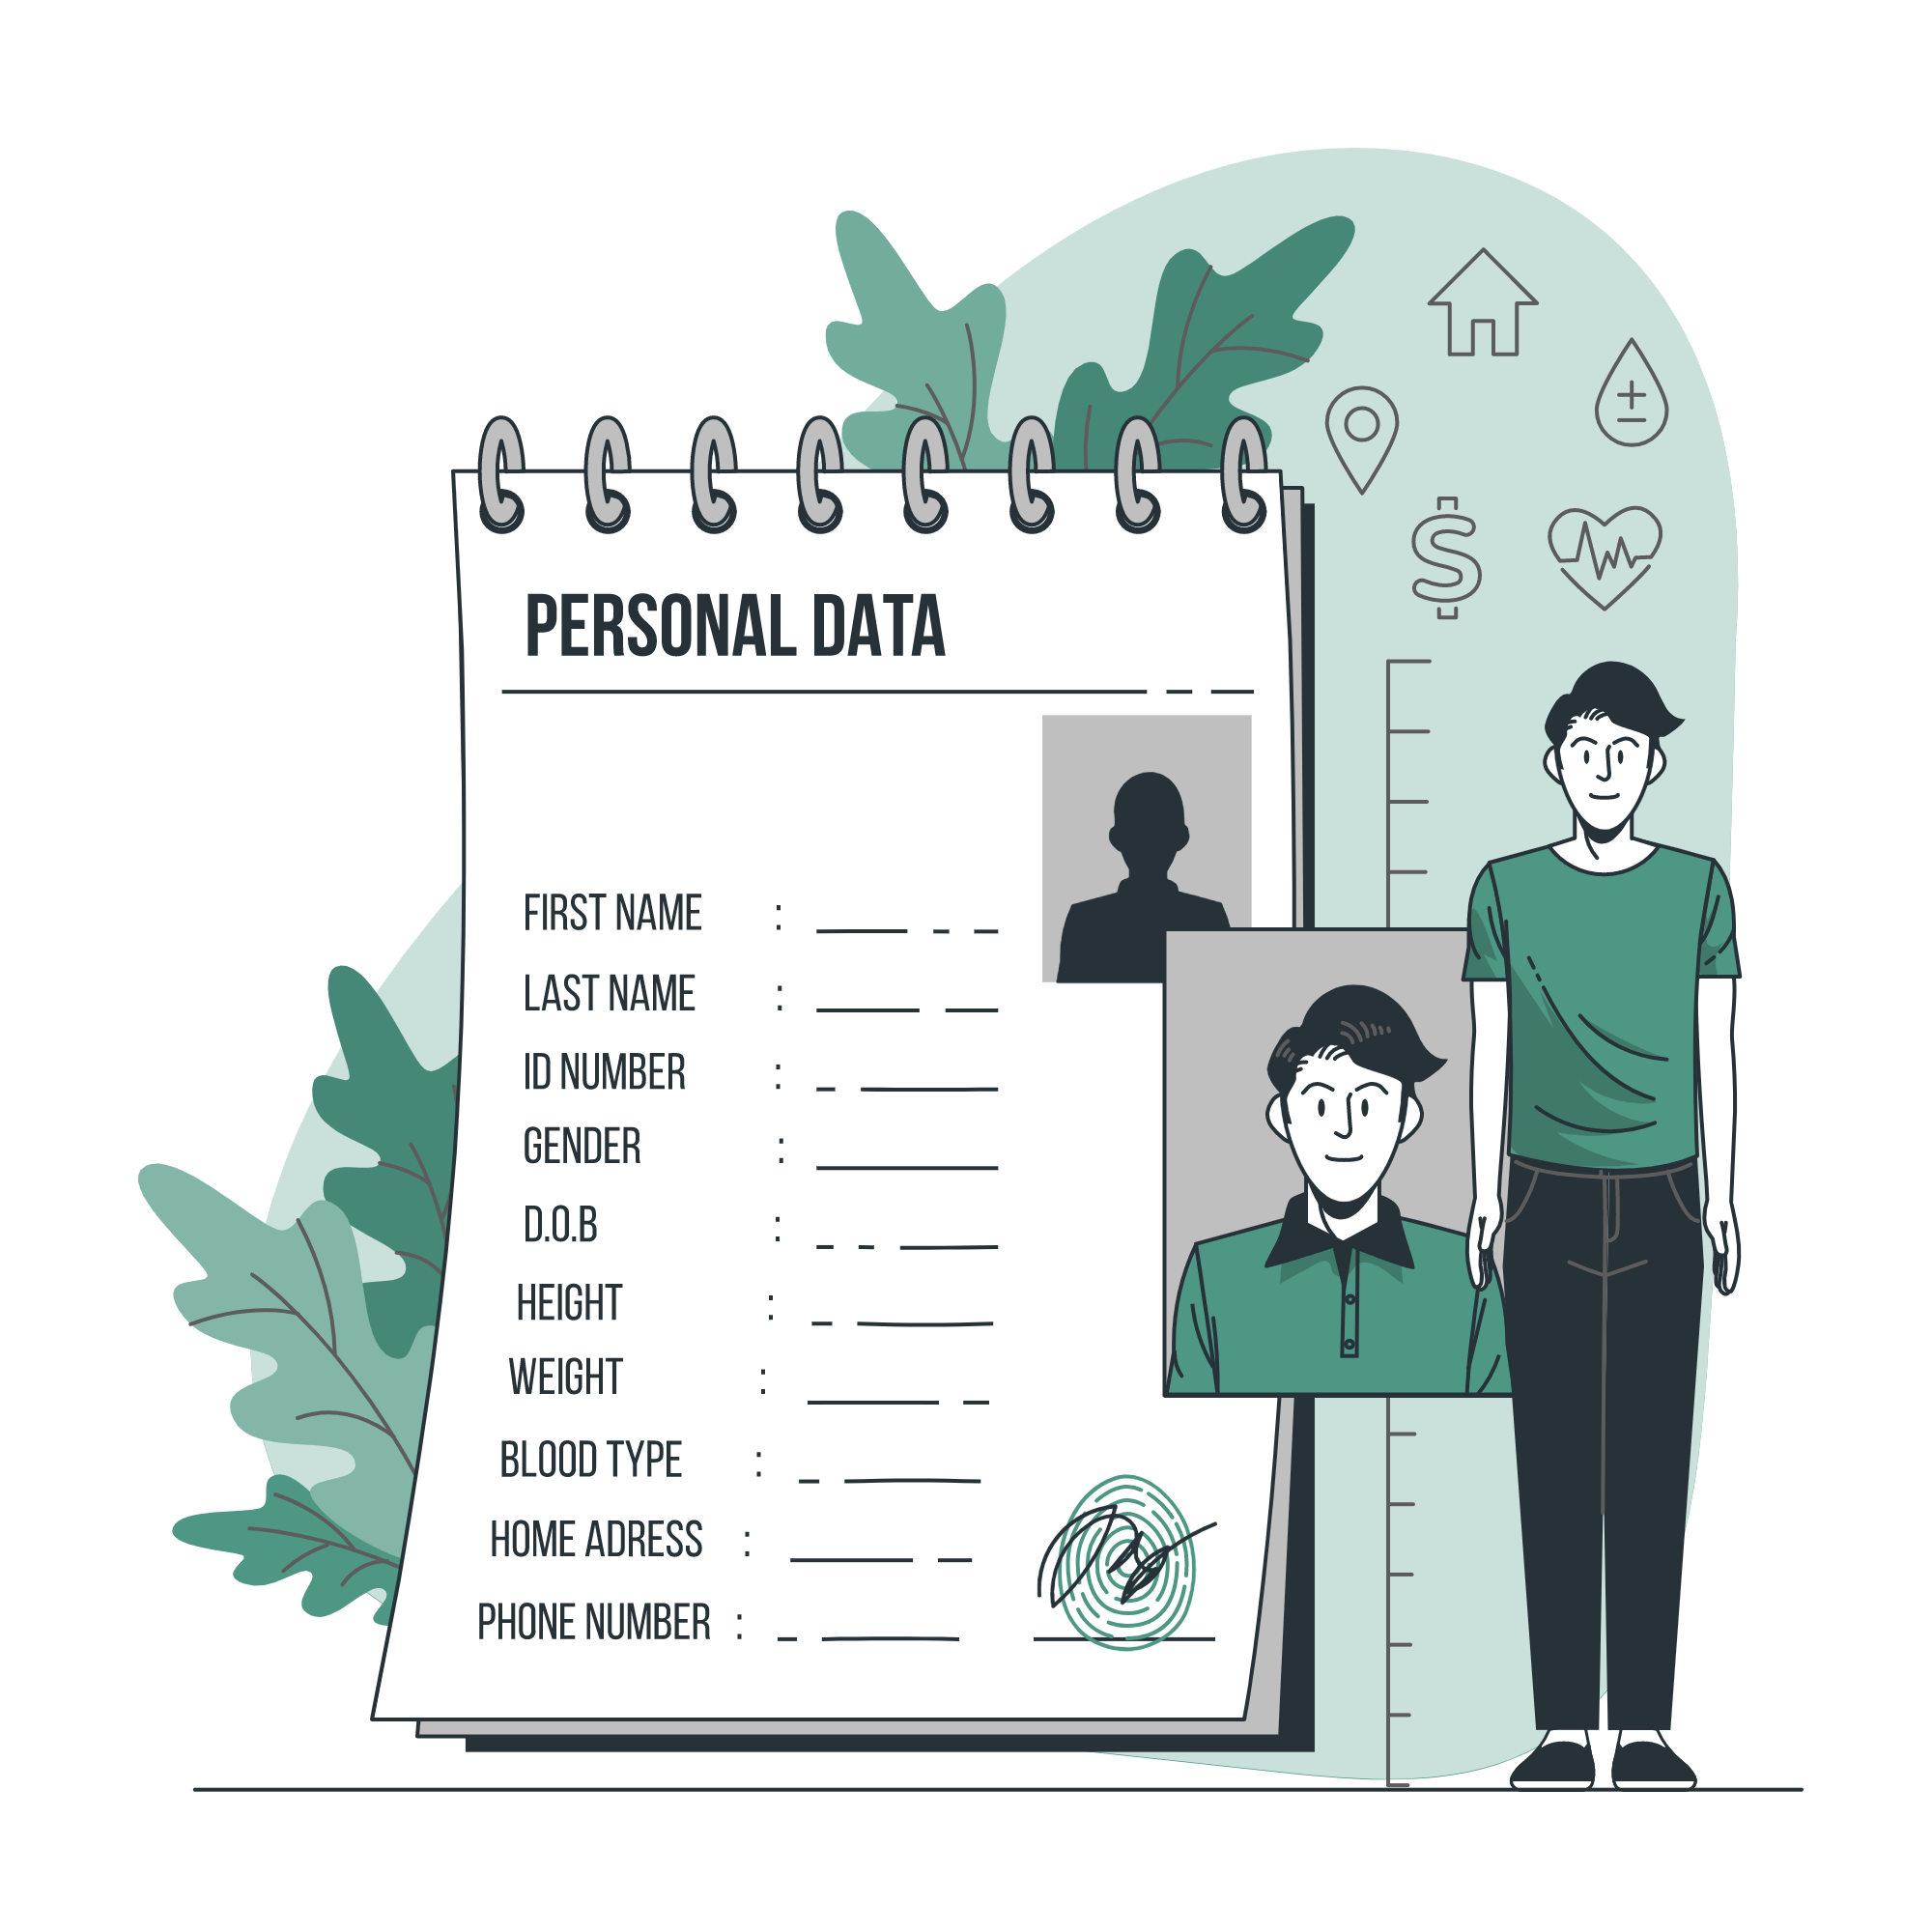 PERSONAL DATA
FIRST NAME :
LAST NAME :
ID NUMBER :
GENDER :
D.O.B :
HEIGHT :
WEIGHT :
BLOOD TYPE :
HOME ADRESS :
PHONE NUMBER :